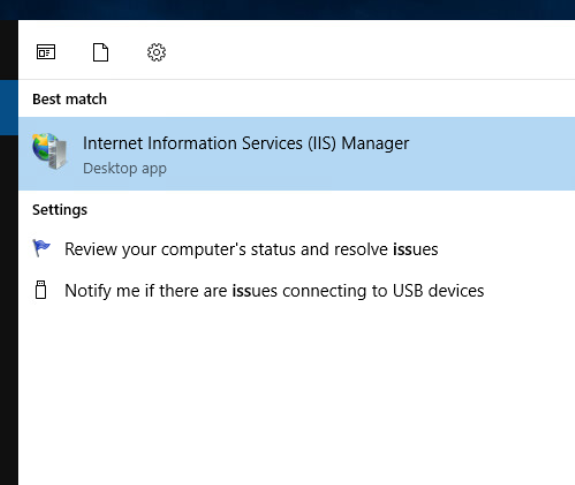 Best match
Internet Information Services (IIS) Manager
Desktop app
Settings
Review your computer's status and resolve issues
Notify me if there are issues connecting to USB devices